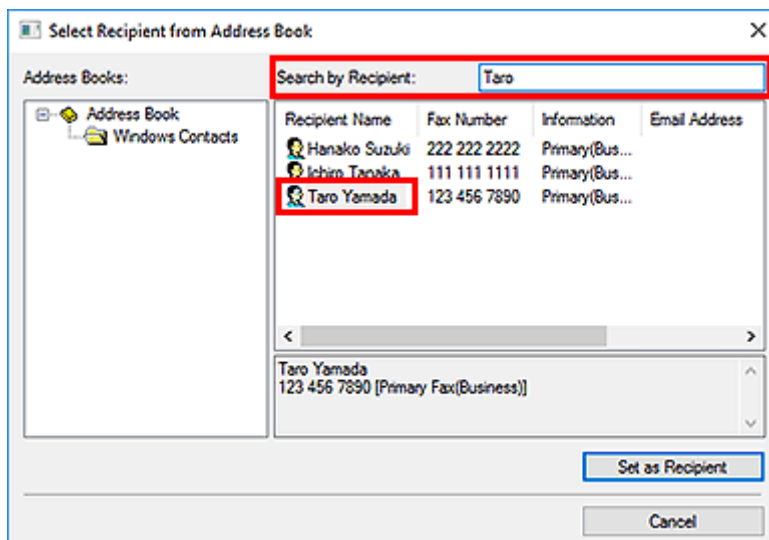 Select Recipient from Address Book
Address Books:
Search by Recipient: Taro
Address Book
Windows Contacts
Recipient Name Fax Number Information Email Address
Hanako Suzuki 222 222 2222 Primary(Bus...
Ichiro Tanaka 111 111 1111 Primary(Bus...
Taro Yamada 123 456 7890 Primary(Bus...
Taro Yamada
123 456 7890 [Primary Fax(Business)]
Set as Recipient
Cancel